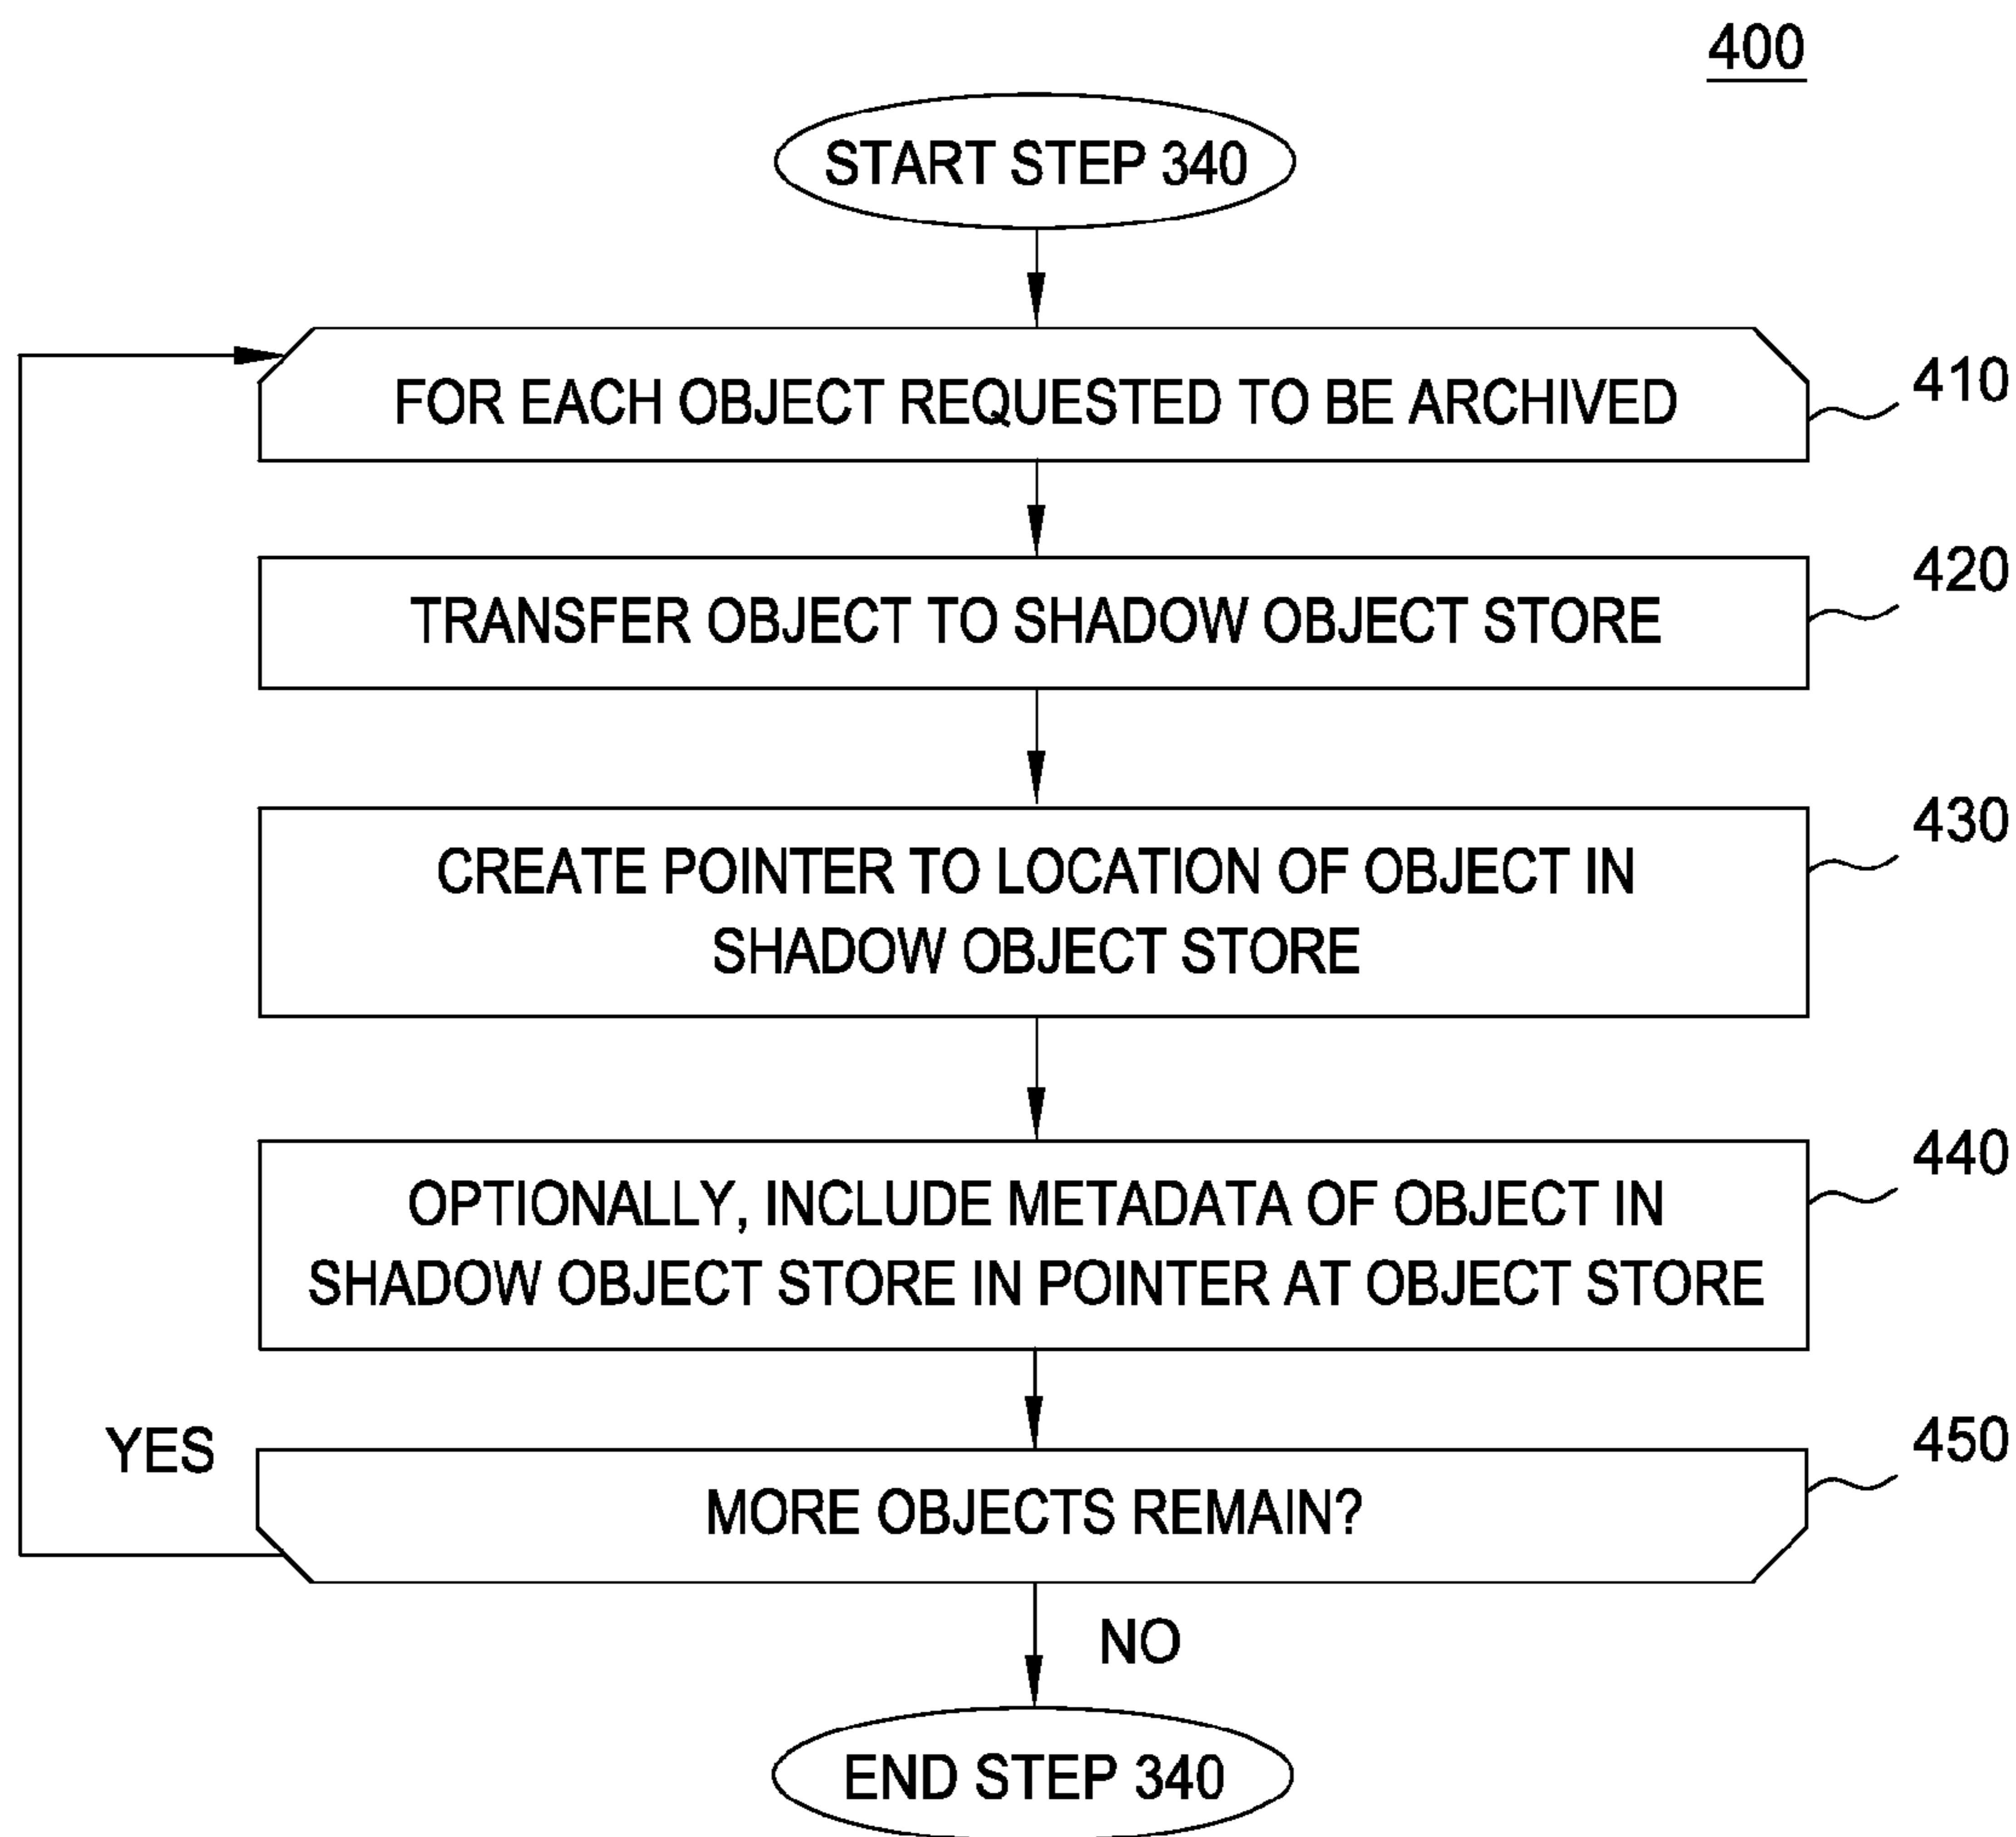 400
START STEP 340
FOR EACH OBJECT REQUESTED TO BE ARCHIVED
410
TRANSFER OBJECT TO SHADOW OBJECT STORE
420
CREATE POINTER TO LOCATION OF OBJECT IN
SHADOW OBJECT STORE
430
OPTIONALLY, INCLUDE METADATA OF OBJECT IN
SHADOW OBJECT STORE IN POINTER AT OBJECT STORE
440
YES
MORE OBJECTS REMAIN?
450
NO
END STEP 340